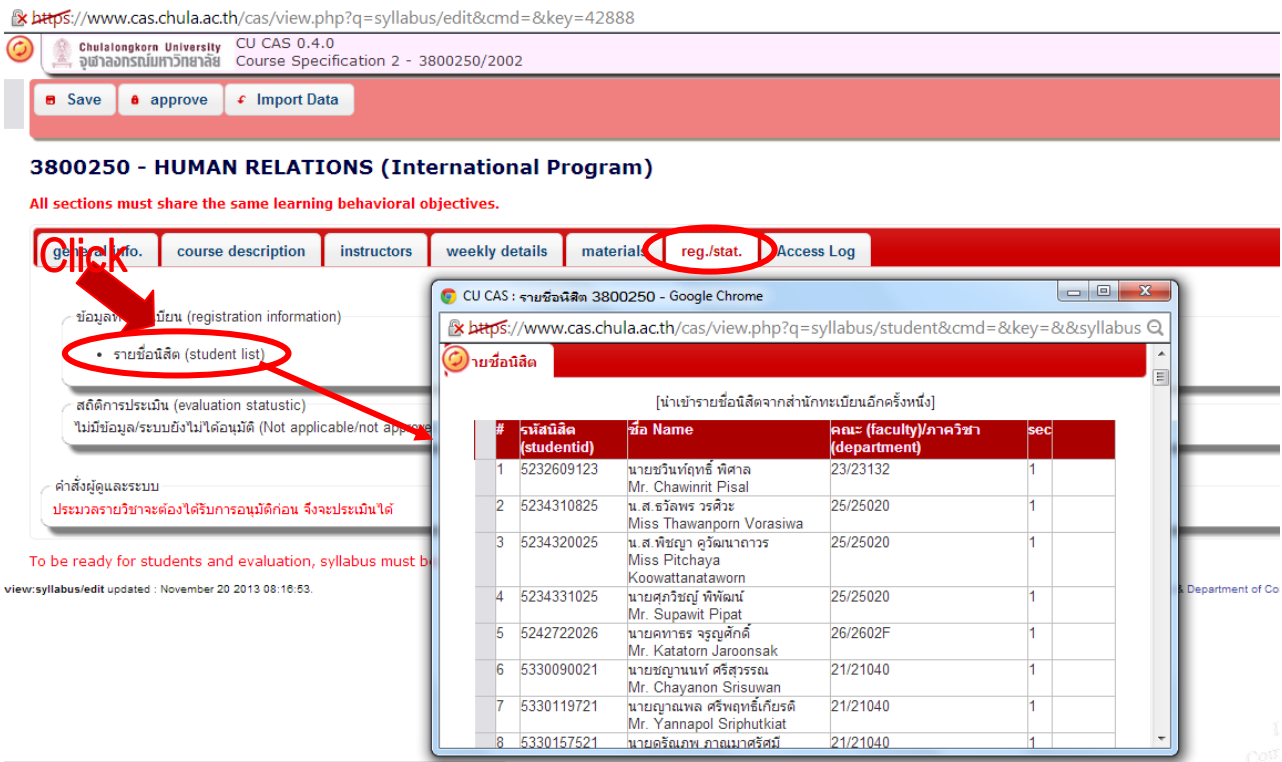 https://www.cas.chula.ac.th/cas/view.php?q=syllabus/edit&cmd=&key=42888
Chulalongkorn University
จุฬาลงกรณ์มหาวิทยาลัย
CU CAS 0.4.0
Course Specification 2 - 3800250/2002
Save approve Import Data
3800250 - HUMAN RELATIONS (International Program)
All sections must share the same learning behavioral objectives.
general info. course description instructors weekly details materials reg./stat. Access Log
Click
(registration information)
รายชื่อนิสิต (student list)
สถิติการประเมิน (evaluation statustic)
ไม่มีข้อมูล/ระบบยังไม่ได้อนุมัติ (Not applicable/not approve
คำสั่งผู้ดูและระบบ
ประมวลรายวิชาจะต้องได้รับการอนุมัติก่อน จึงจะประเมินได้
To be ready for students and evaluation, syllabus must b
view:syllabus/edit updated : November 20 2013 08:16:53.
& Department of Co
CU CAS : รายชื่อนิสิต 3800250 - Google Chrome
https://www.cas.chula.ac.th/cas/view.php?q=syllabus/student&cmd=&key=&&syllabus
ายชื่อนิสิต
[นำเข้ารายชื่อนิสิตจากสำนักทะเบียนอีกครั้งหนึ่ง]
# รหัสนิสิต (studentid) ชื่อ Name คณะ (faculty)/ภาควิชา (department) sec
1 5232609123 นายชวินท์ฤทธิ์ พิศาล 23/23132 1
Mr. Chawinrit Pisal
2 5234310825 น.ส.ธวัลพร วรศิวะ 25/25020 1
Miss Thawanporn Vorasiwa
3 5234320025 น.ส.พิชญา คูวัฒนาถาวร 25/25020 1
Miss Pitchaya
Koowattanataworn
4 5234331025 นายศุภวิชญ์ พิพัฒน์ 25/25020 1
Mr. Supawit Pipat
5 5242722026 นายคทาธร จรูญศักดิ์ 26/2602F 1
Mr. Katatorn Jaroonsak
6 5330090021 นายชญานนท์ ศรีสุวรรณ 21/21040 1
Mr. Chayanon Srisuwan
7 5330119721 นายญาณพล ศรีพฤทธิ์เกียรติ 21/21040 1
Mr. Yannapol Sriphutkiat
8 5330157521 นายดรัณภพ ภาณมาศรัศมี 21/21040 1